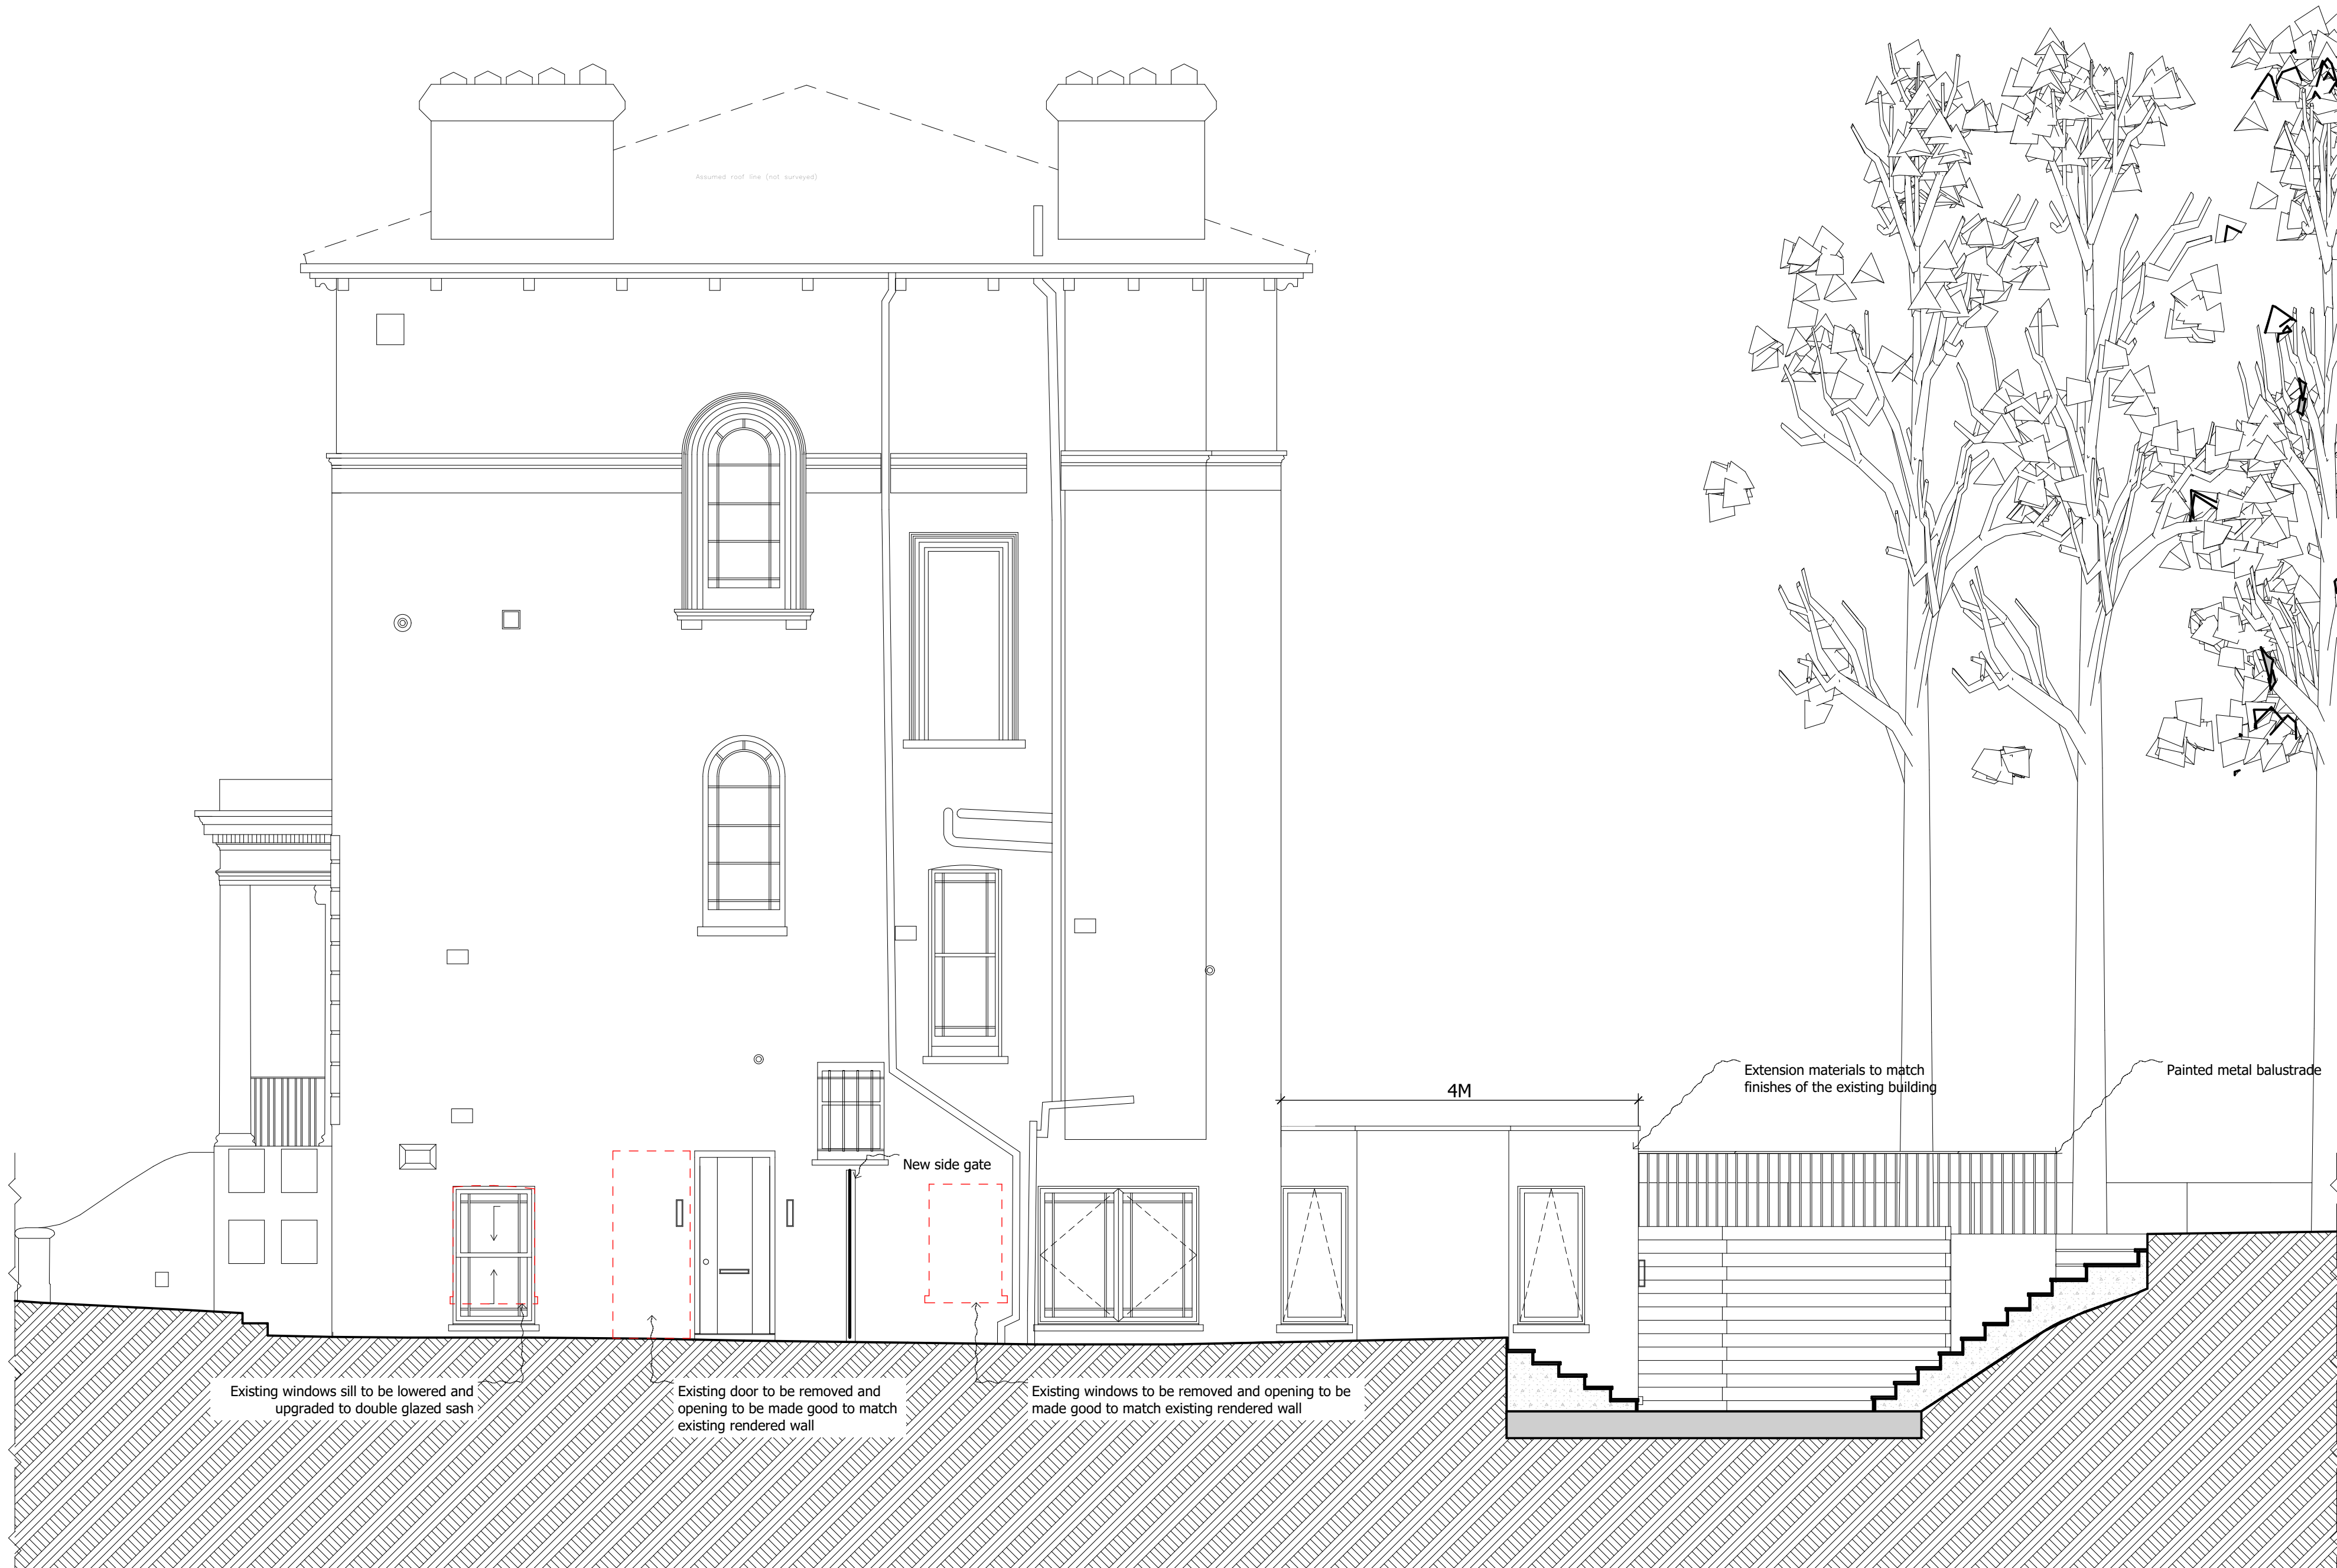 Assumed roof line (not surveyed)
4M
Extension materials to match
finishes of the existing building
Painted metal balustrade
New side gate
Existing windows sill to be lowered and
upgraded to double glazed sash
Existing door to be removed and
opening to be made good to match
existing rendered wall
Existing windows to be removed and opening to be
made good to match existing rendered wall